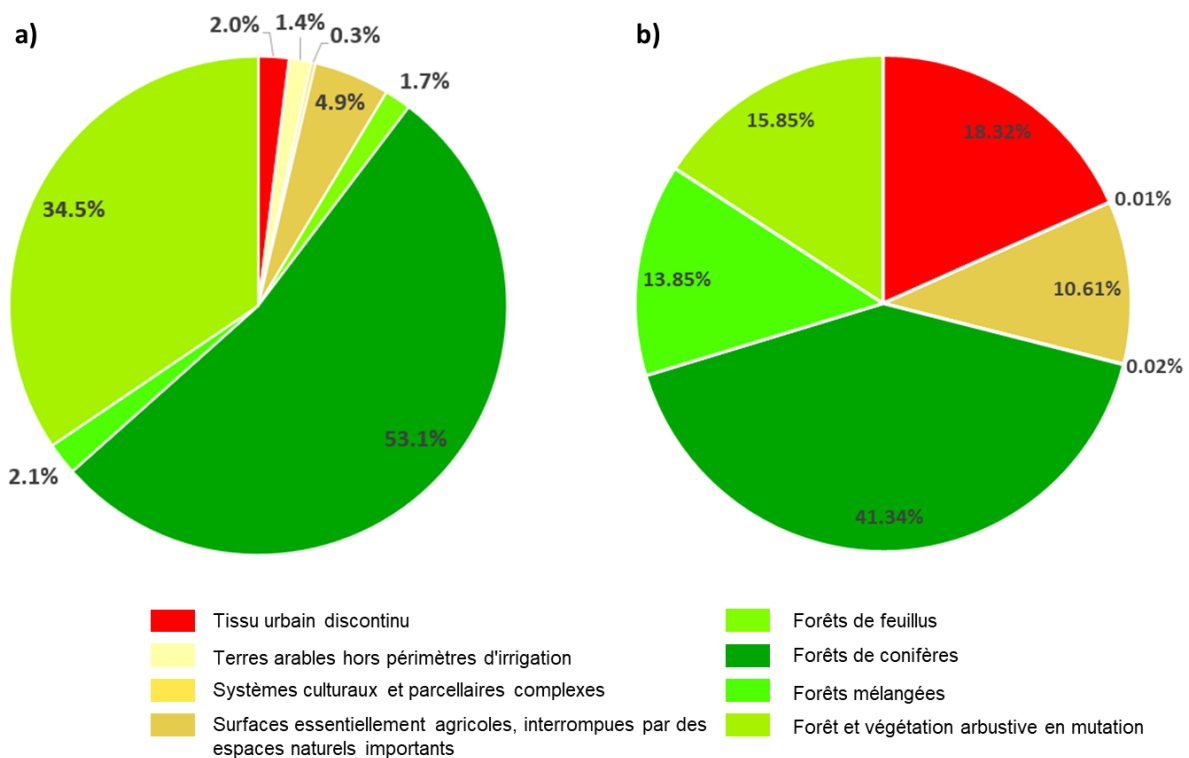 a)
2.0%
1.4%
0.3%
4.9%
1.7%
34.5%
53.1%
2.1%
b)
15.85%
18.32%
0.01%
13.85%
10.61%
0.02%
41.34%
Tissu urbain discontinu
Terres arables hors périmètres d'irrigation
Systèmes culturaux et parcellaires complexes
Surfaces essentiellement agricoles, interrompues par des
espaces naturels importants
Forêts de feuillus
Forêts de conifères
Forêts mélangées
Forêt et végétation arbustive en mutation